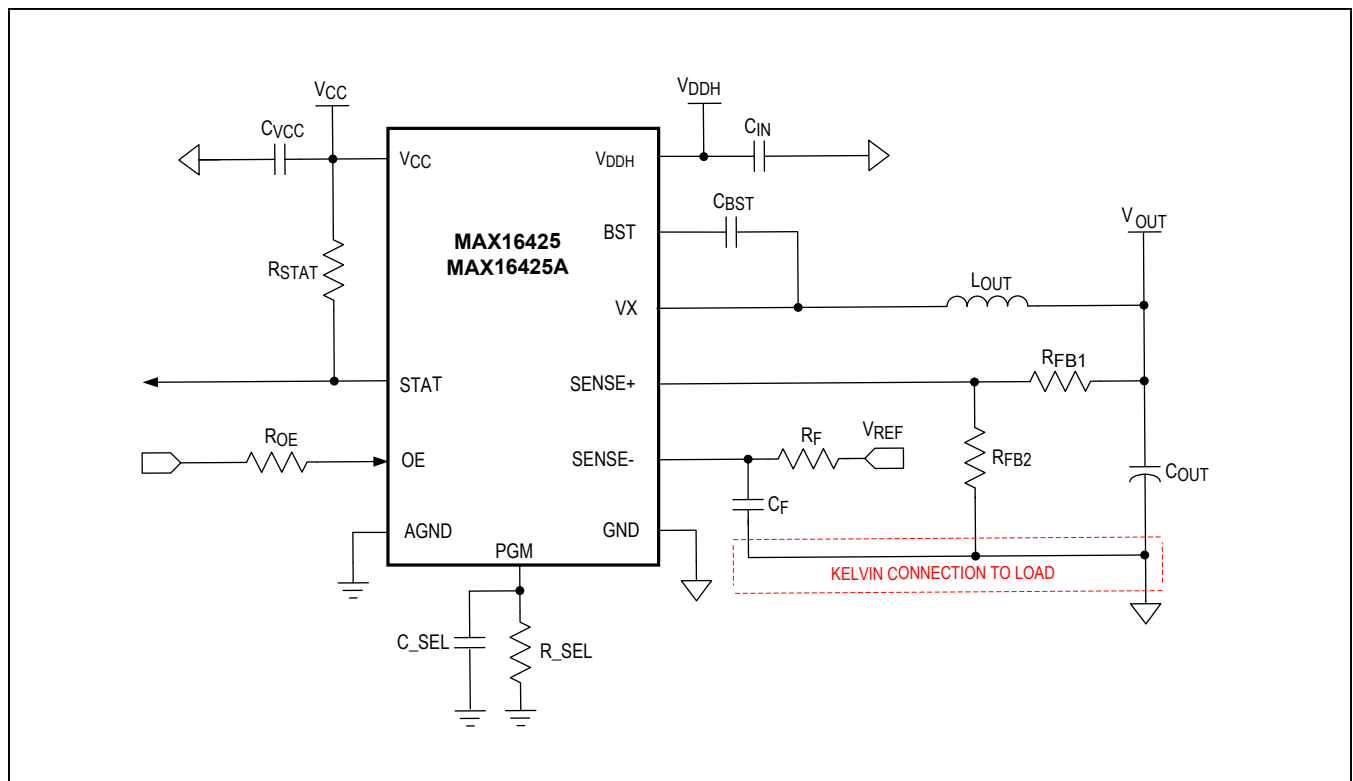 VCC
CVCC
VDDH
CIN
VCC
VDDH
CBST
BST
VOUT
MAX16425
MAX16425A
RSTAT
LOUT
VX
RFB1
STAT
SENSE+
ROE
RF
VREF
OE
SENSE-
RFB2
COUT
CF
AGND
GND
PGM
KELVIN CONNECTION TO LOAD
C_SEL
R_SEL